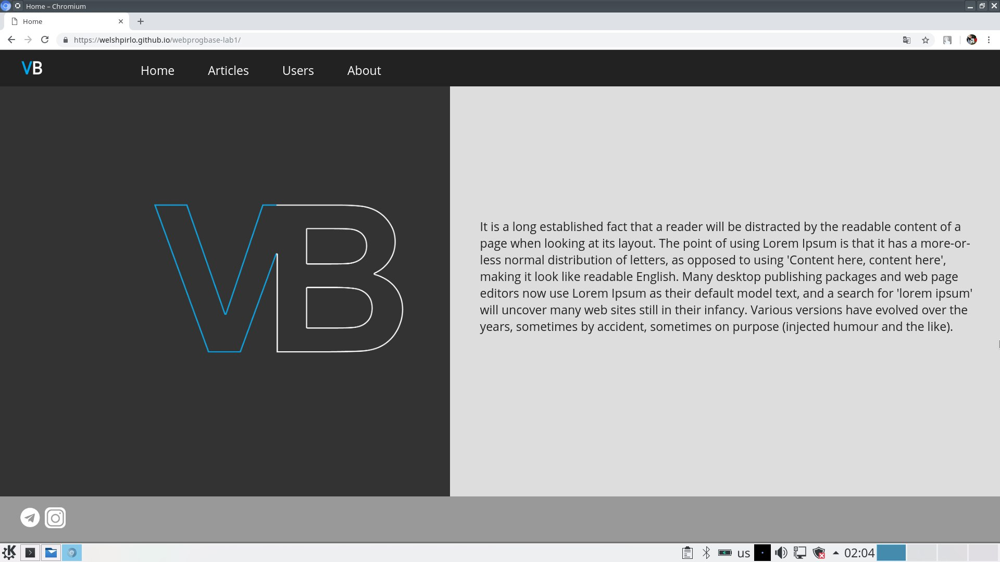 Home – Chromium
Home
https://welshpirlo.github.io/webprogbase-lab1/
VB
Home Articles Users About
VB
It is a long established fact that a reader will be distracted by the readable content of a
page when looking at its layout. The point of using Lorem Ipsum is that it has a more-or-
less normal distribution of letters, as opposed to using 'Content here, content here',
making it look like readable English. Many desktop publishing packages and web page
editors now use Lorem Ipsum as their default model text, and a search for 'lorem ipsum'
will uncover many web sites still in their infancy. Various versions have evolved over the
years, sometimes by accident, sometimes on purpose (injected humour and the like).
us 02:04